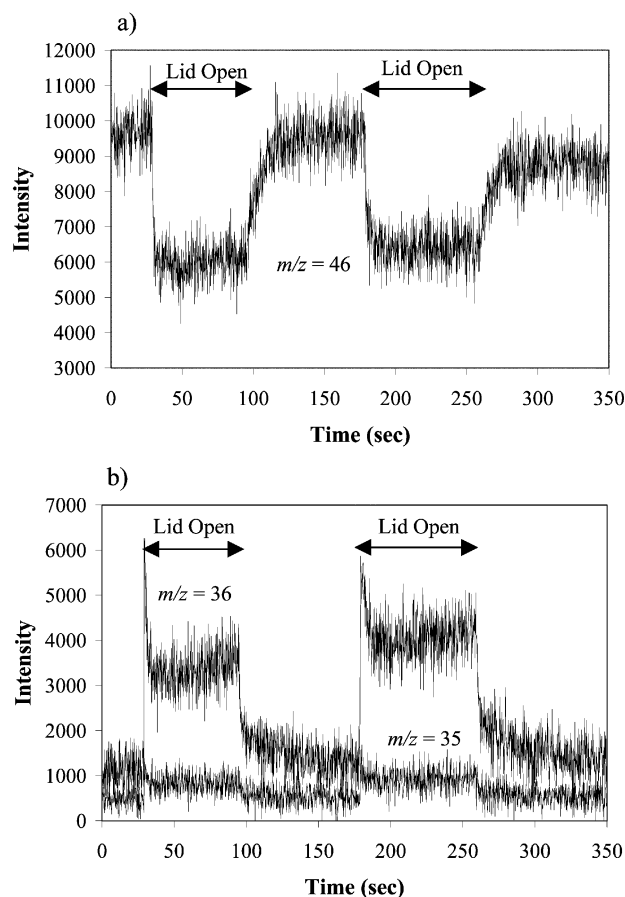 a)
12000
11000
10000
9000
8000
7000
6000
5000
4000
3000
Intensity
Lid Open
Lid Open
m/z = 46
0 50 100 150 200 250 300 350
Time (sec)
b)
7000
6000
5000
4000
3000
2000
1000
0
Intensity
Lid Open
Lid Open
m/z = 36
m/z = 35
0 50 100 150 200 250 300 350
Time (sec)